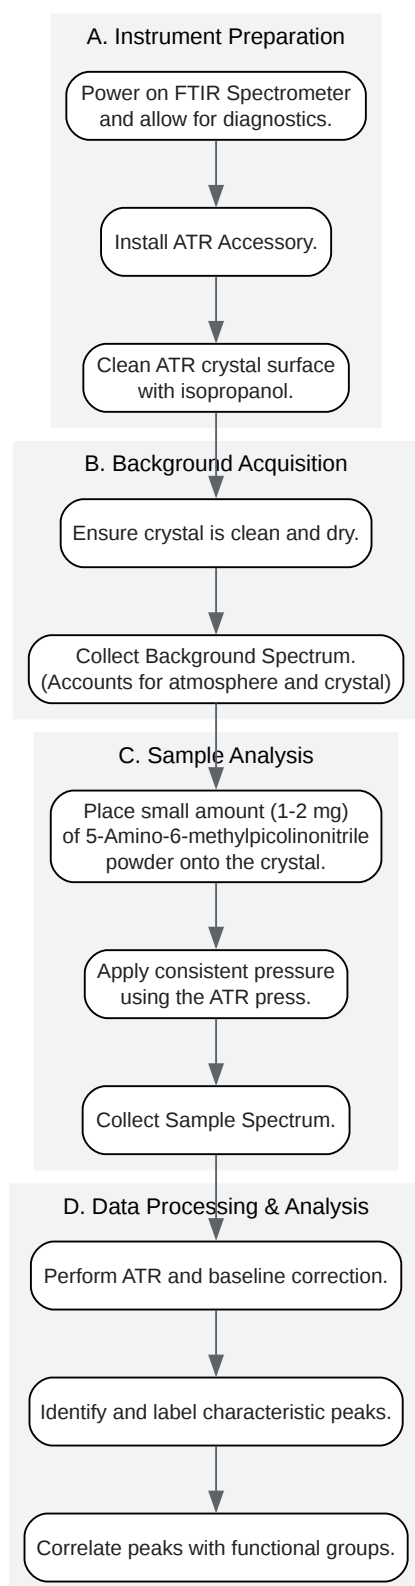 A. Instrument Preparation
Power on FTIR Spectrometer
and allow for diagnostics.
Install ATR Accessory.
Clean ATR crystal surface
with isopropanol.
B. Background Acquisition
Ensure crystal is clean and dry.
Collect Background Spectrum.
(Accounts for atmosphere and crystal)
C. Sample Analysis
Place small amount (1-2 mg)
of 5-Amino-6-methylpicolinonitrile
powder onto the crystal.
Apply consistent pressure
using the ATR press.
Collect Sample Spectrum.
D. Data Processing & Analysis
Perform ATR and baseline correction.
Identify and label characteristic peaks.
Correlate peaks with functional groups.